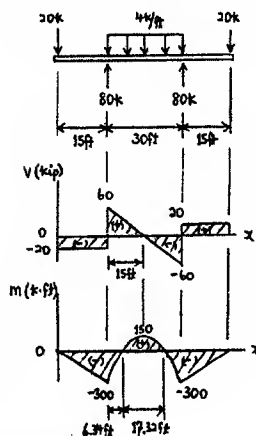 20k 4k/ft 20k
80k 80k
15ft 30ft 15ft
V (kip)
60
20
0 (+) (+) x
-20 (-) (-)
15ft -60
M (k·ft)
150
0 (+) x
(-) (-)
-300 -300
6.34ft 17.32ft